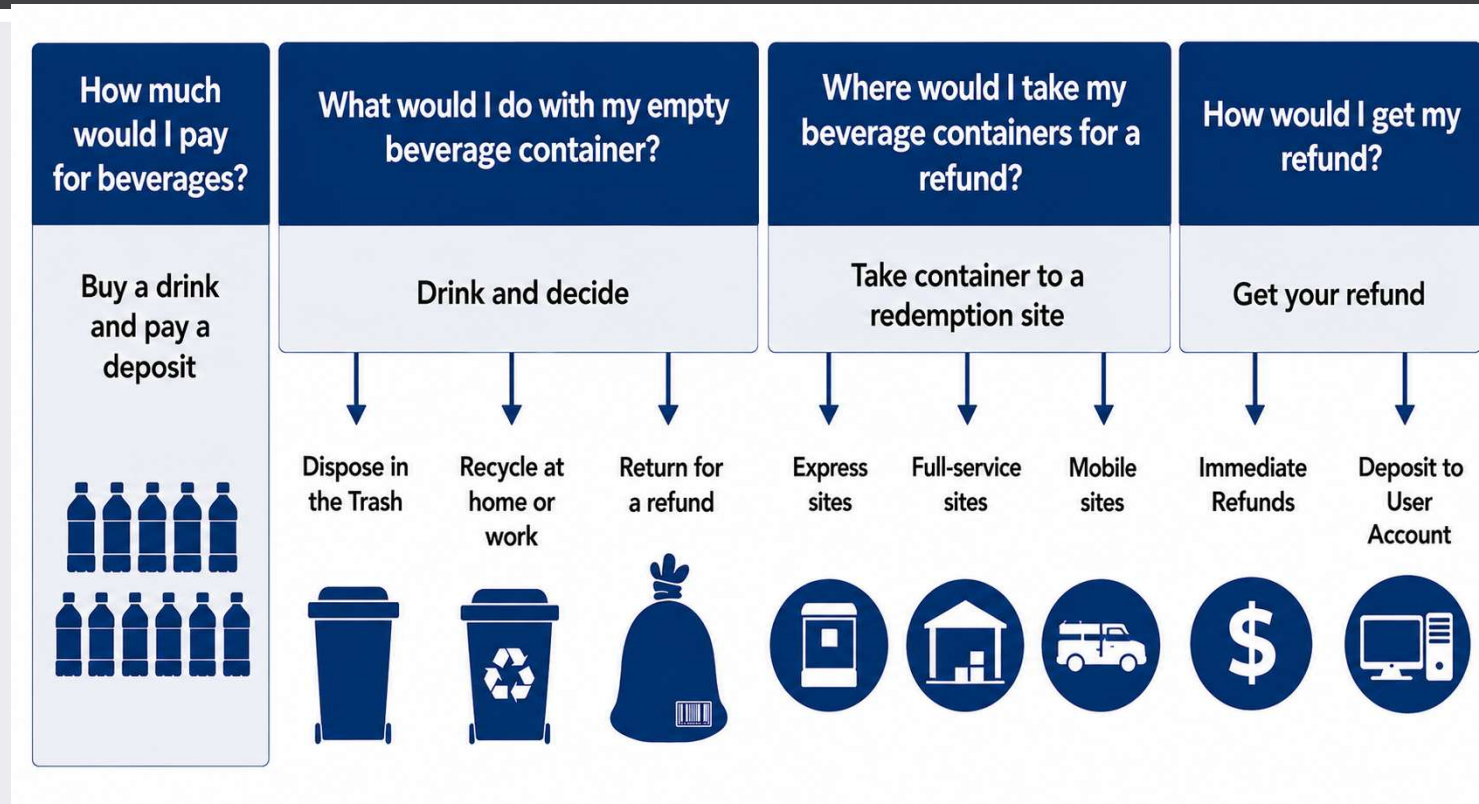 How much
would I pay
for beverages?
Buy a drink
and pay a
deposit
What would I do with my empty
beverage container?
Drink and decide
Dispose in
the Trash
Recycle at
home or
work
Return for
a refund
Where would I take my
beverage containers for a
refund?
Take container to a
redemption site
Express
sites
Full-service
sites
Mobile
sites
How would I get my
refund?
Get your refund
Immediate
Refunds
Deposit to
User
Account
$